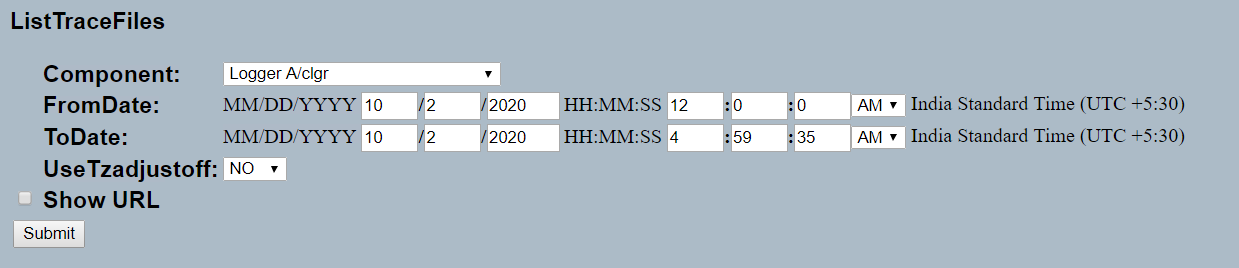 ListTraceFiles
Component: Logger A/clgr
FromDate: MM/DD/YYYY 10 /2 /2020 HH:MM:SS 12 :0 :0 AM India Standard Time (UTC +5:30)
ToDate: MM/DD/YYYY 10 /2 /2020 HH:MM:SS 4 :59 :35 AM India Standard Time (UTC +5:30)
UseTzadjustoff: NO
Show URL
Submit